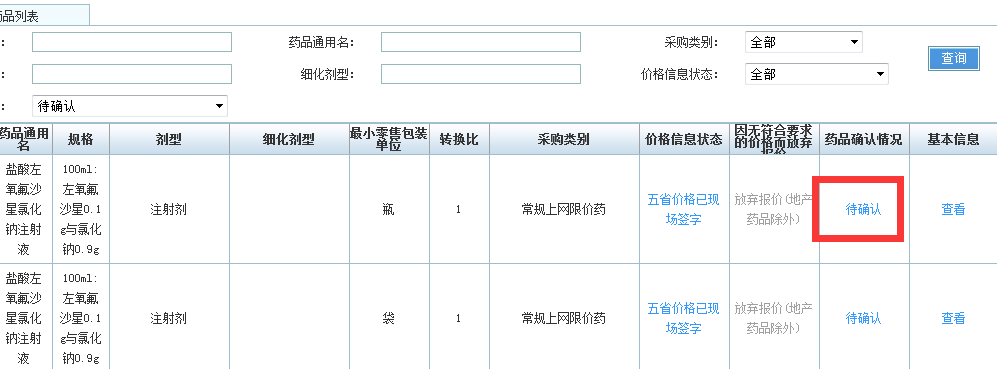 药品列表
：
药品通用名：
采购类别：
全部
查询
：
细化剂型：
价格信息状态：
全部
：
待确认
药品通用
名
规格
剂型
细化剂型
最小零售包装
单位
转换比
采购类别
价格信息状态
因无符合要求
的价格而放弃
报价
药品确认情况
基本信息
盐酸左
氧氟沙
星氯化
钠注射
液
100ml:
左氧氟
沙星0.1
g与氯化
钠0.9g
注射剂
瓶
1
常规上网限价药
五省价格已现
场签字
放弃报价(地产
药品除外)
待确认
查看
盐酸左
氧氟沙
星氯化
钠注射
液
100ml:
左氧氟
沙星0.1
g与氯化
钠0.9g
注射剂
袋
1
常规上网限价药
五省价格已现
场签字
放弃报价(地产
药品除外)
待确认
查看